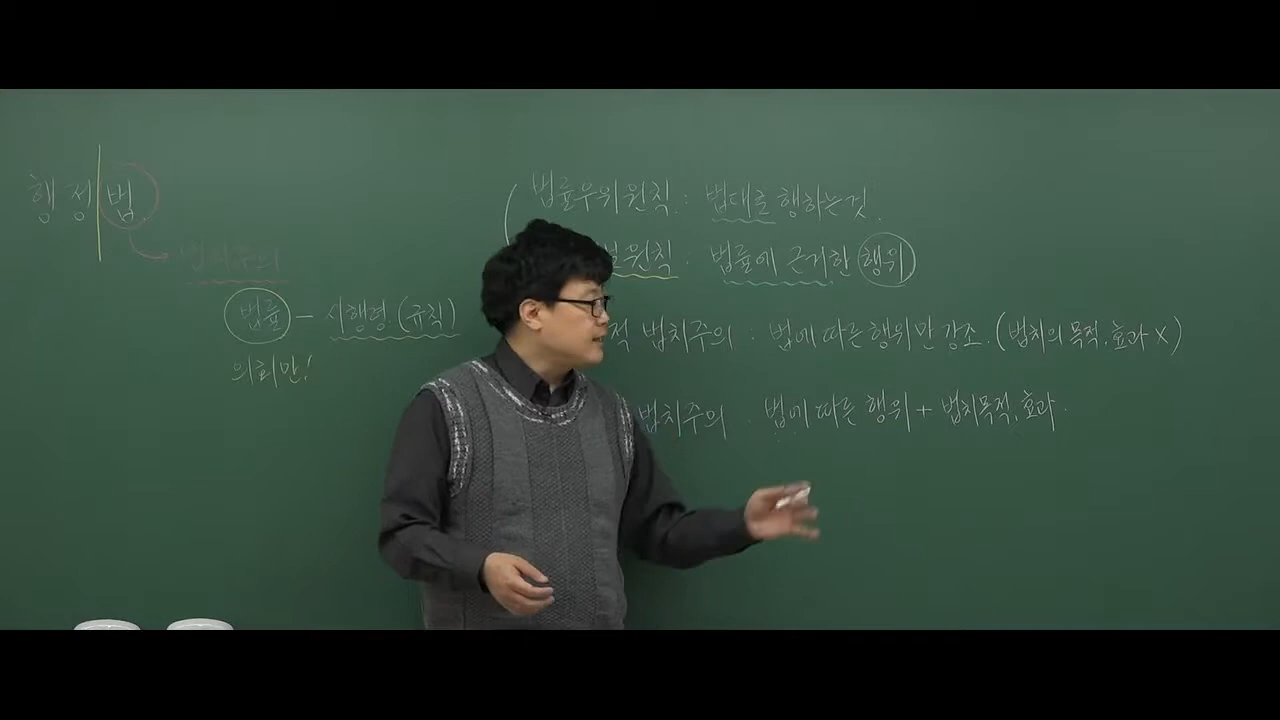 행정법
법치주의
법률 - 시행령 (규칙)
의회만!
법률우위원칙 : 법대로 행하는것.
보원칙 : 법률에 근거한 행위
적 법치주의 : 법에 따른 행위만 강조. (법치의 목적, 효과 X)
법치주의 : 법에 따른 행위 + 법치목적, 효과.